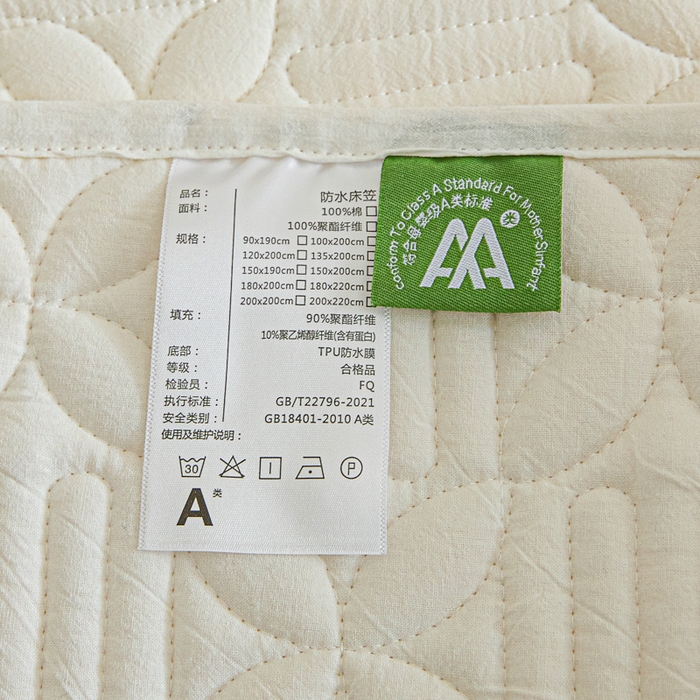 品名： 防水床笠
面料： 100%棉
100%聚酯纤维
规格： 90x190cm 100x200cm
120x200cm 135x200cm
150x190cm 150x200cm
180x200cm 180x220cm
200x200cm 200x220cm
填充： 90%聚酯纤维
10%聚乙烯醇纤维(含有蛋白)
底部： TPU防水膜
等级： 合格品
检验员： FQ
执行标准： GB/T22796-2021
安全类别： GB18401-2010 A类
使用及维护说明：
30 P
A类
Conform To Class A Standard For MotherSinfant
符合母婴级A类标准
AA